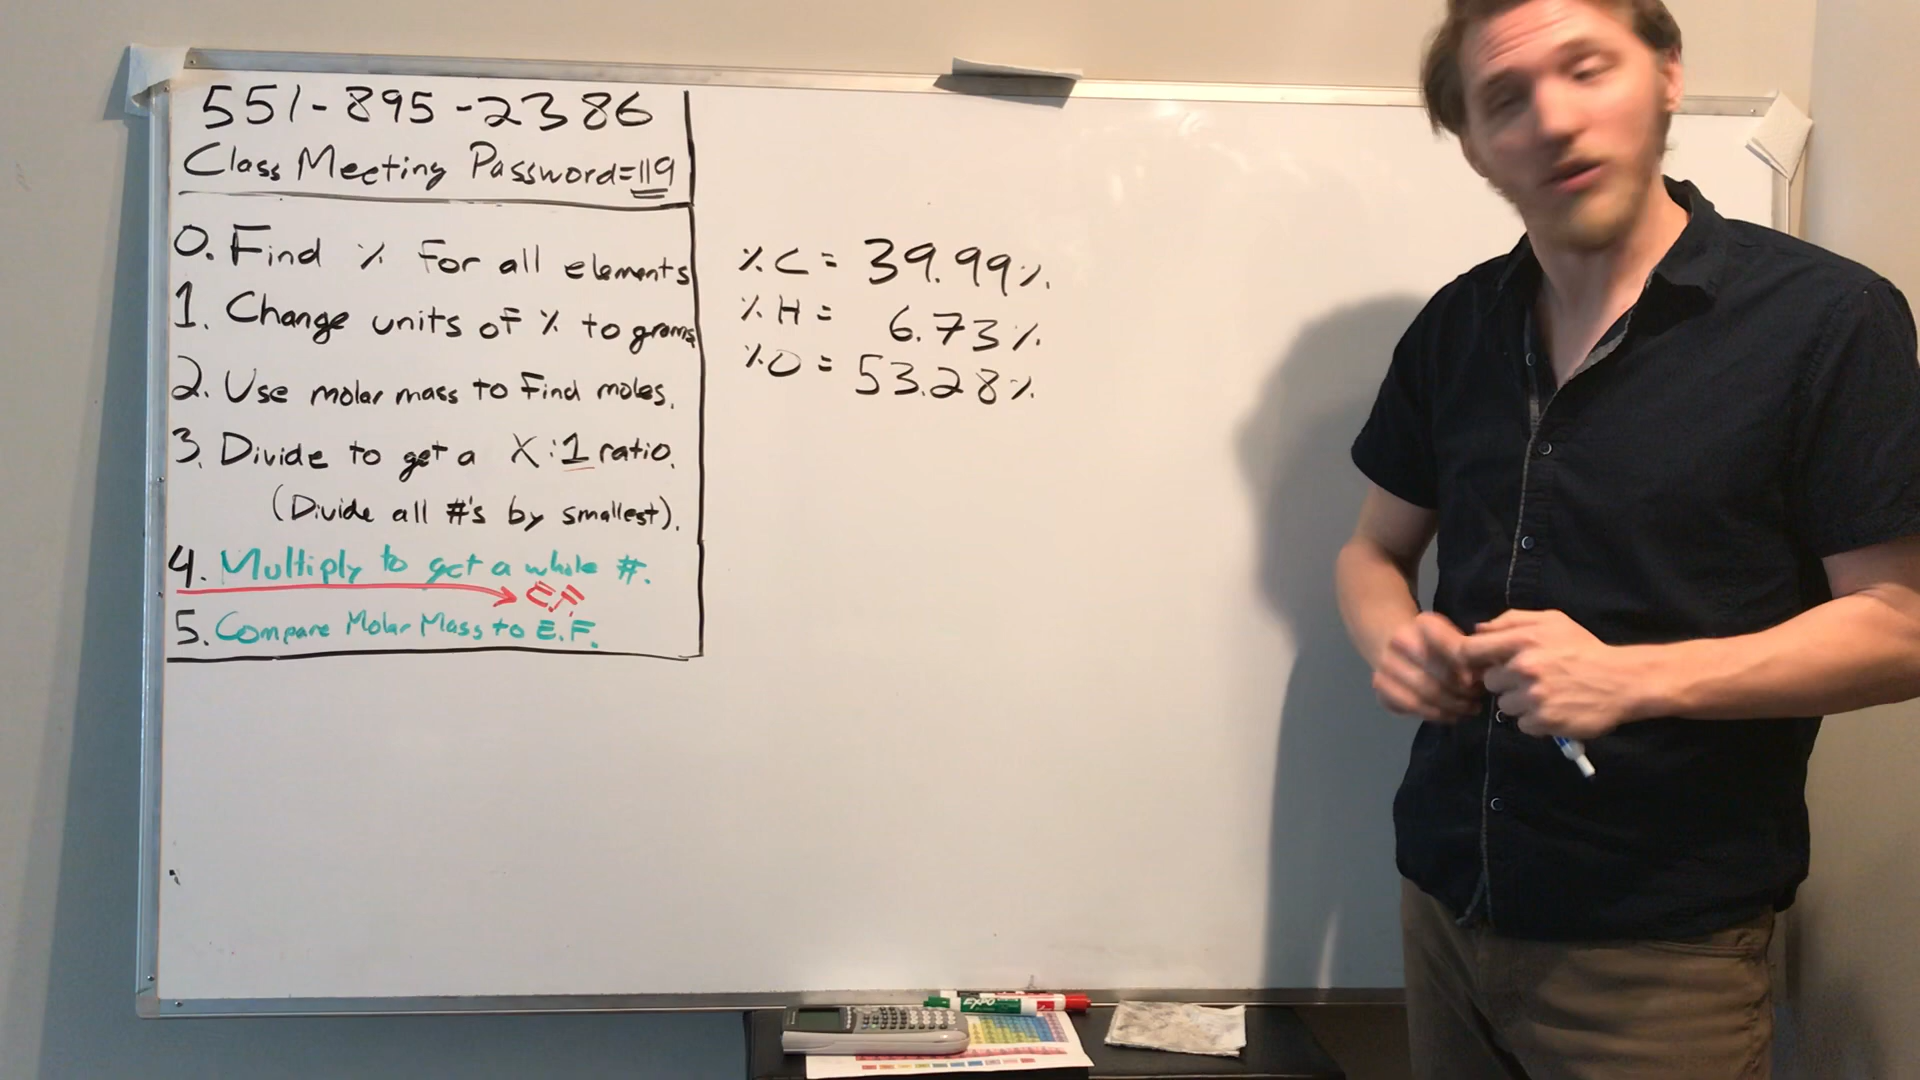 551-895-2386
Class Meeting Password=119
0. Find % for all elements
1. Change units of % to grams
2. Use molar mass to find moles.
3. Divide to get a X:1 ratio.
(Divide all #'s by smallest).
4. Multiply to get a whole #.
E.F.
5. Compare Molar Mass to E.F.
%C = 39.99%
%H = 6.73%
%O = 53.28%
EXPO